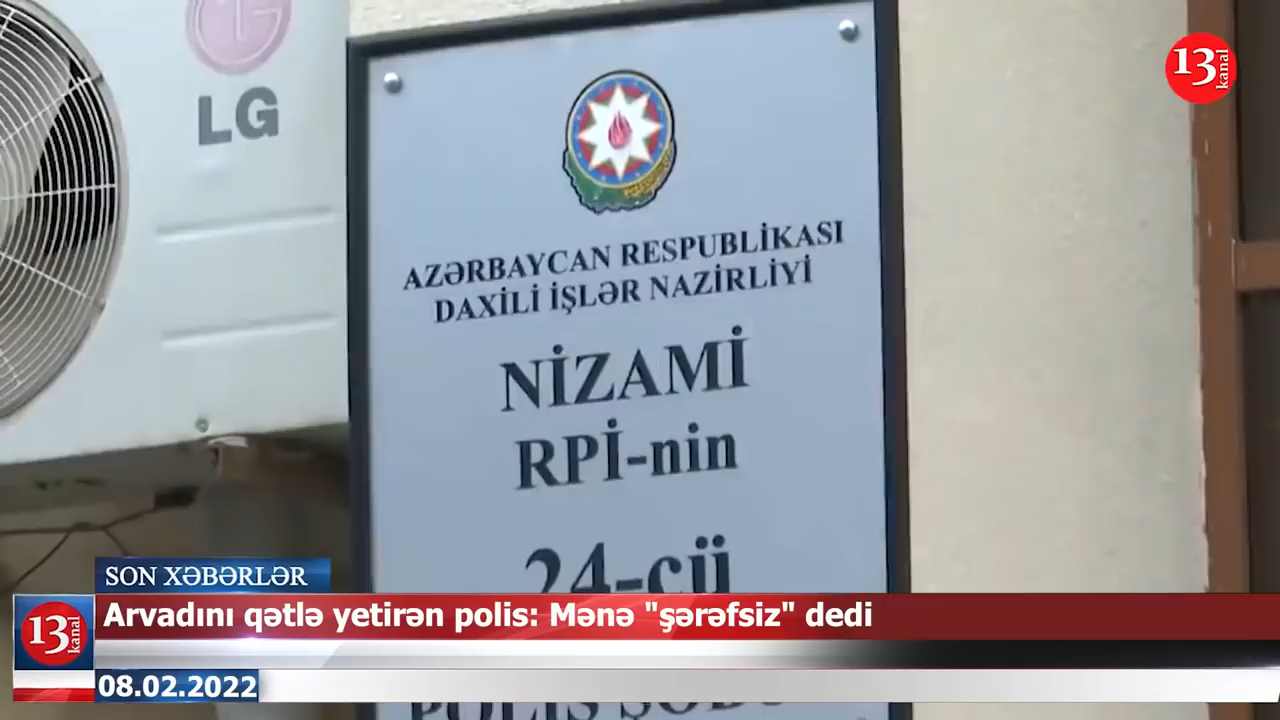 LG
13
kanal
AZƏRBAYCAN RESPUBLİKASI
DAXİLİ İŞLƏR NAZİRLİYİ
NİZAMİ
RPİ-nin
24-cü
SON XƏBƏRLƏR
13
kanal
Arvadını qətlə yetirən polis: Mənə "şərəfsiz" dedi
08.02.2022